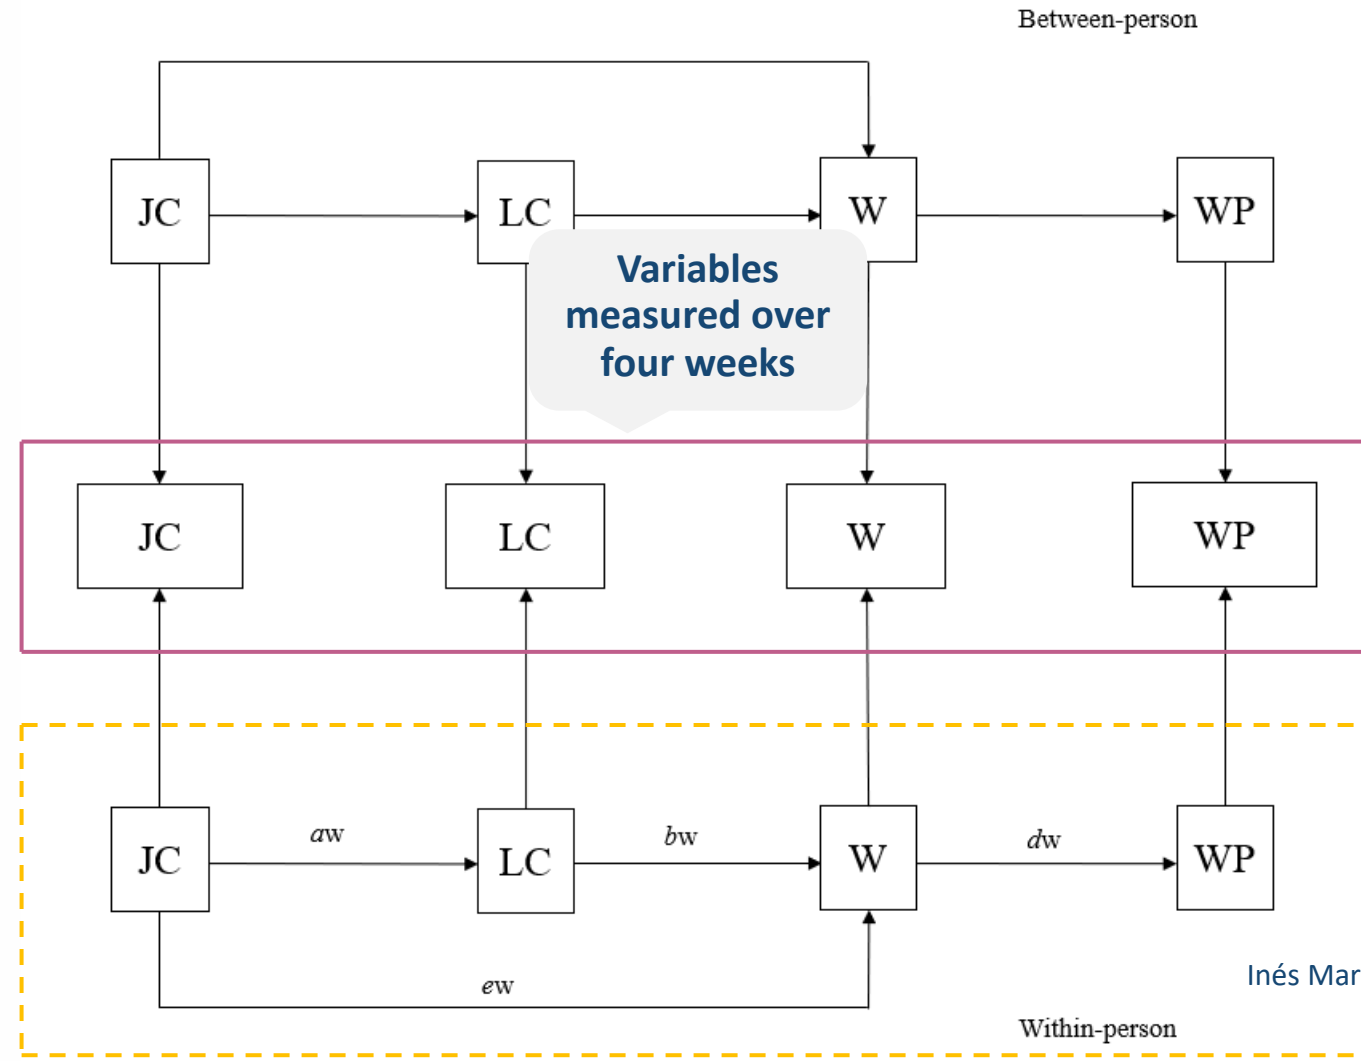 Between-person
JC
LC
W
WP
Variables
measured over
four weeks
JC
LC
W
WP
aw
bw
dw
JC
LC
W
WP
ew
Inés Mar
Within-person